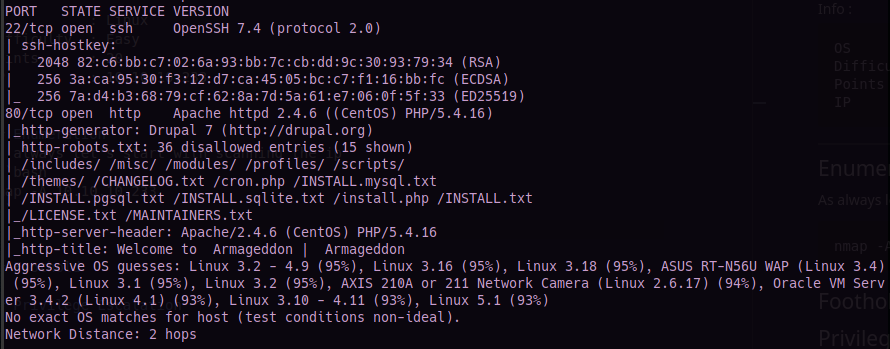 PORT   STATE SERVICE VERSION
22/tcp open  ssh     OpenSSH 7.4 (protocol 2.0)
| ssh-hostkey:
|   2048 82:c6:bb:c7:02:6a:93:bb:7c:cb:dd:9c:30:93:79:34 (RSA)
|   256 3a:ca:95:30:f3:12:d7:ca:45:05:bc:c7:f1:16:bb:fc (ECDSA)
|_  256 7a:d4:b3:68:79:cf:62:8a:7d:5a:61:e7:06:0f:5f:33 (ED25519)
80/tcp open  http    Apache httpd 2.4.6 ((CentOS) PHP/5.4.16)
|_http-generator: Drupal 7 (http://drupal.org)
| http-robots.txt: 36 disallowed entries (15 shown)
| /includes/ /misc/ /modules/ /profiles/ /scripts/
| /themes/ /CHANGELOG.txt /cron.php /INSTALL.mysql.txt
| /INSTALL.pgsql.txt /INSTALL.sqlite.txt /install.php /INSTALL.txt
|_/LICENSE.txt /MAINTAINERS.txt
|_http-server-header: Apache/2.4.6 (CentOS) PHP/5.4.16
|_http-title: Welcome to  Armageddon |  Armageddon
Aggressive OS guesses: Linux 3.2 - 4.9 (95%), Linux 3.16 (95%), Linux 3.18 (95%), ASUS RT-N56U WAP (Linux 3.4)
 (95%), Linux 3.1 (95%), Linux 3.2 (95%), AXIS 210A or 211 Network Camera (Linux 2.6.17) (94%), Oracle VM Serv
er 3.4.2 (Linux 4.1) (93%), Linux 3.10 - 4.11 (93%), Linux 5.1 (93%)
No exact OS matches for host (test conditions non-ideal).
Network Distance: 2 hops
Info:
OS
Difficu
Points
IP
Enumer
As always l
nmap -A
Footho
Privileg